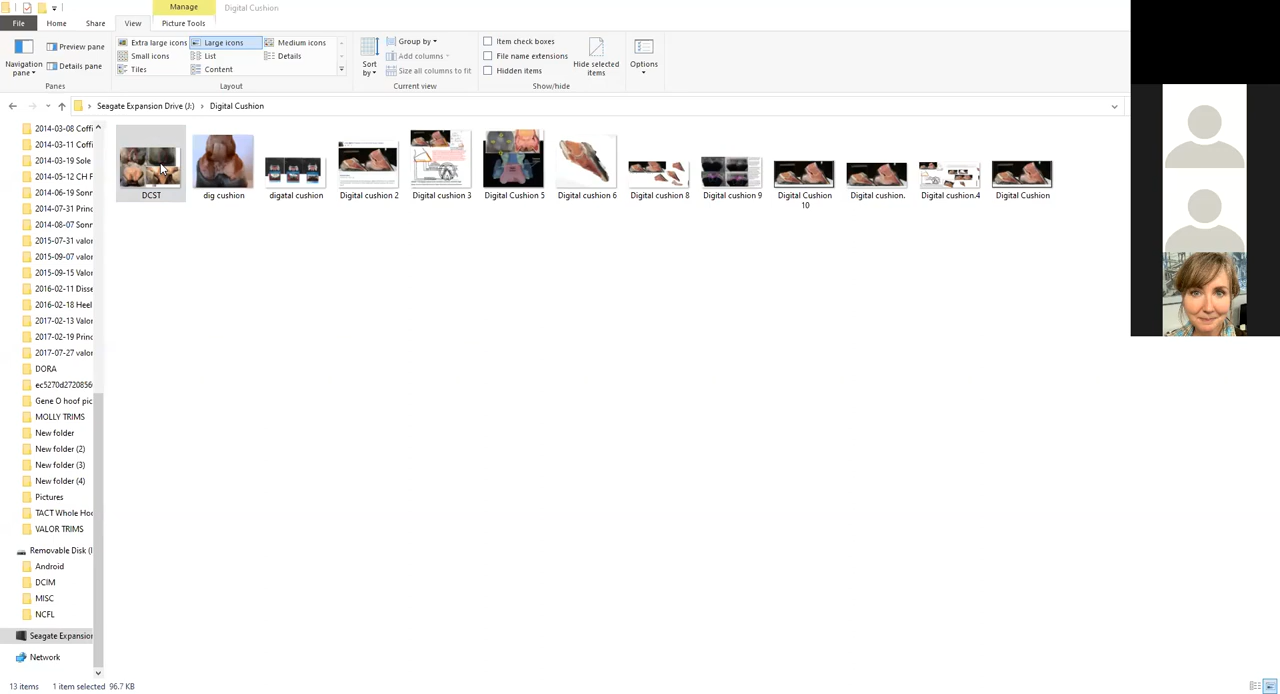 Manage
Digital Cushion
File
Home
Share
View
Picture Tools
Navigation
pane
Preview pane
Details pane
Extra large icons
Large icons
Medium icons
Small icons
List
Details
Tiles
Content
Sort
by
Group by
Add columns
Size all columns to fit
Item check boxes
File name extensions
Hidden items
Hide selected
items
Options
Panes
Layout
Current view
Show/hide
Seagate Expansion Drive (J:)
Digital Cushion
2014-03-08 Coffi
2014-03-11 Coffi
2014-03-19 Sole
2014-05-12 CH F
2014-06-19 Sonn
2014-07-31 Princ
2014-08-07 Sonn
2015-07-31 valor
2015-09-07 valor
2015-09-15 Valor
2016-02-11 Disse
2016-02-18 Heel
2017-02-13 Valor
2017-02-19 Princ
2017-07-27 valor
DORA
ec5270d2720856
Gene O hoof pic
MOLLY TRIMS
New folder
New folder (2)
New folder (3)
New folder (4)
Pictures
TACT Whole Hoo
VALOR TRIMS
Removable Disk (I
Android
DCIM
MISC
NCFL
Seagate Expansion
Network
DCST
dig cushion
digatal cushion
Digital cushion 2
Digital cushion 3
Digital Cushion 5
Digital cushion 6
Digital cushion 8
Digital cushion 9
Digital Cushion
10
Digital cushion.
Digital cushion.4
Digital Cushion
13 items
1 item selected 96.7 KB